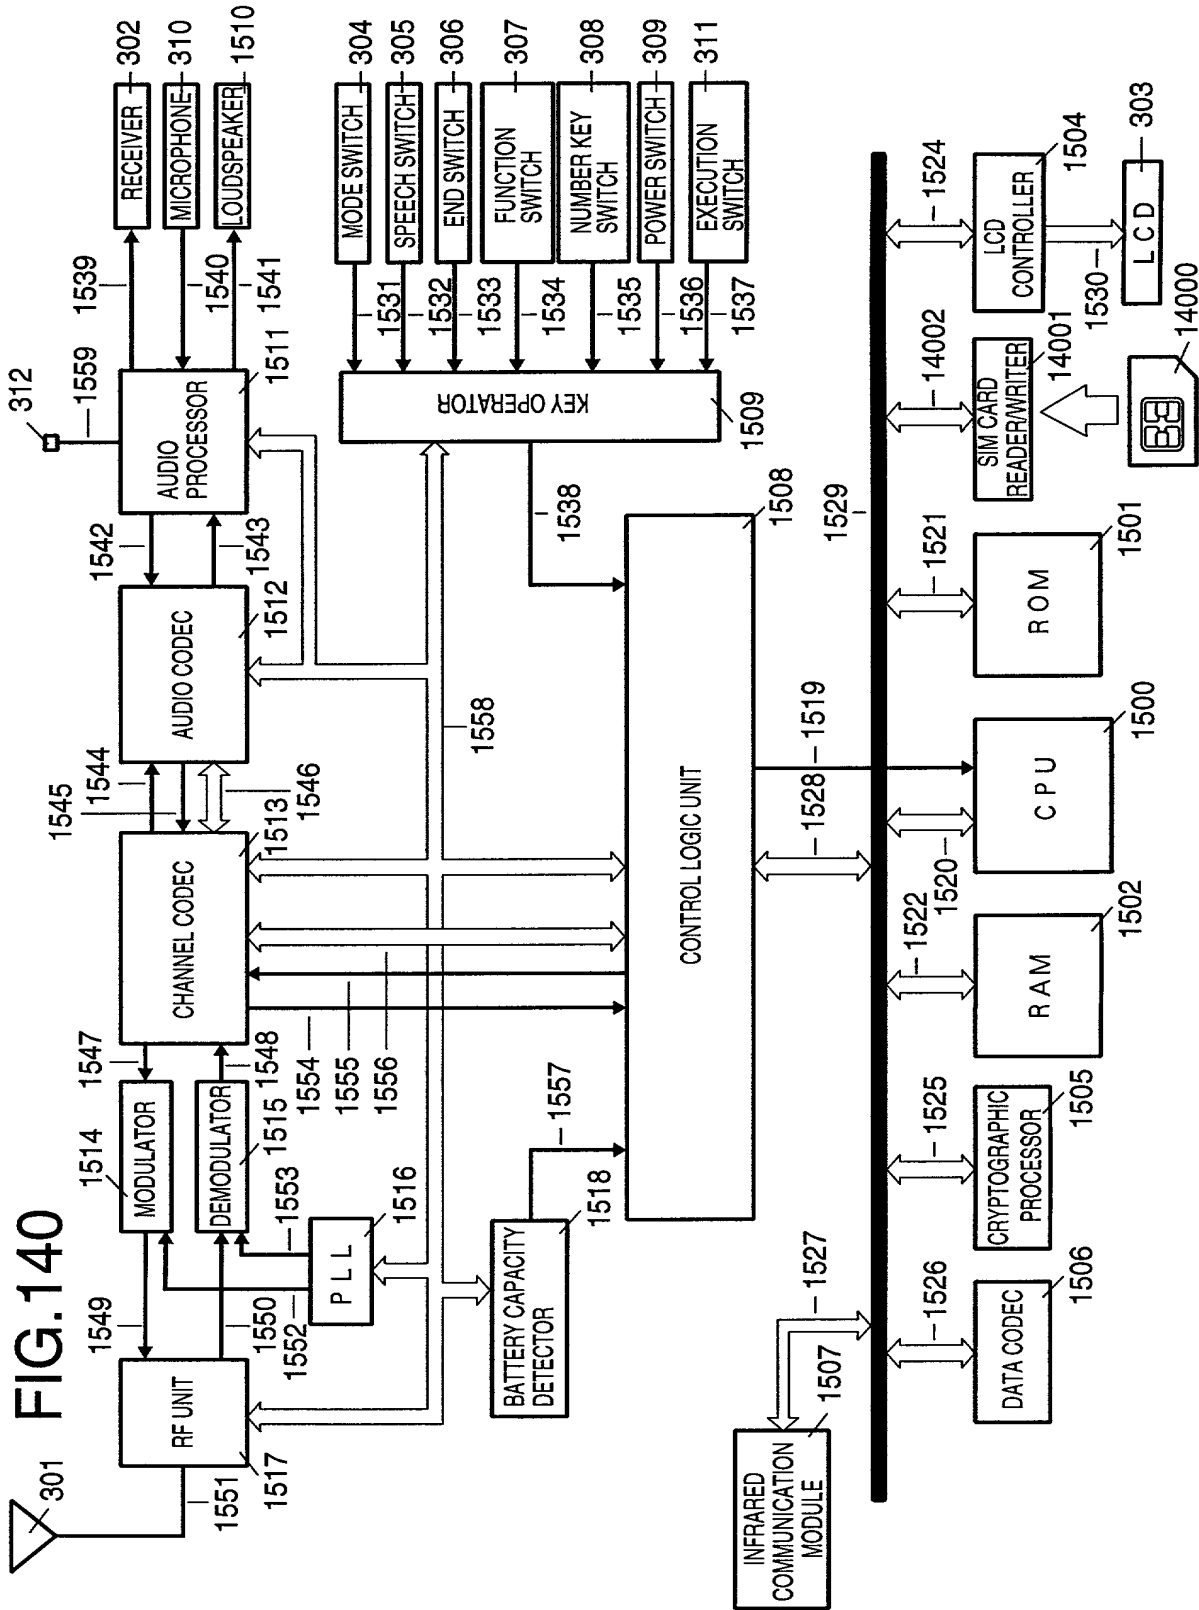 FIG.140
301
1551
RF UNIT
1517
1549
1550
1552
1553
1514
MODULATOR
DEMODULATOR
1515
PLL
1516
1547
1548
CHANNEL CODEC
1513
1545
1544
1546
AUDIO CODEC
1512
1542
1543
AUDIO
PROCESSOR
1511
312
1559
1539
1540
1541
RECEIVER
302
MICROPHONE
310
LOUDSPEAKER
1510
1554
1555
1556
1558
BATTERY CAPACITY
DETECTOR
1518
1557
1538
KEY OPERATOR
1509
1531
1532
1533
1534
1535
1536
1537
MODE SWITCH
304
SPEECH SWITCH
305
END SWITCH
306
FUNCTION
SWITCH
307
NUMBER KEY
SWITCH
308
POWER SWITCH
309
EXECUTION
SWITCH
311
CONTROL LOGIC UNIT
1508
INFRARED
COMMUNICATION
MODULE
1507
1527
1528
1519
1529
1526
1525
1522
1520
1521
14002
1524
DATA CODEC
1506
CRYPTOGRAPHIC
PROCESSOR
1505
RAM
1502
CPU
1500
ROM
1501
SIM CARD
READER/WRITER
14001
14000
LCD
CONTROLLER
1504
1530
LCD
303